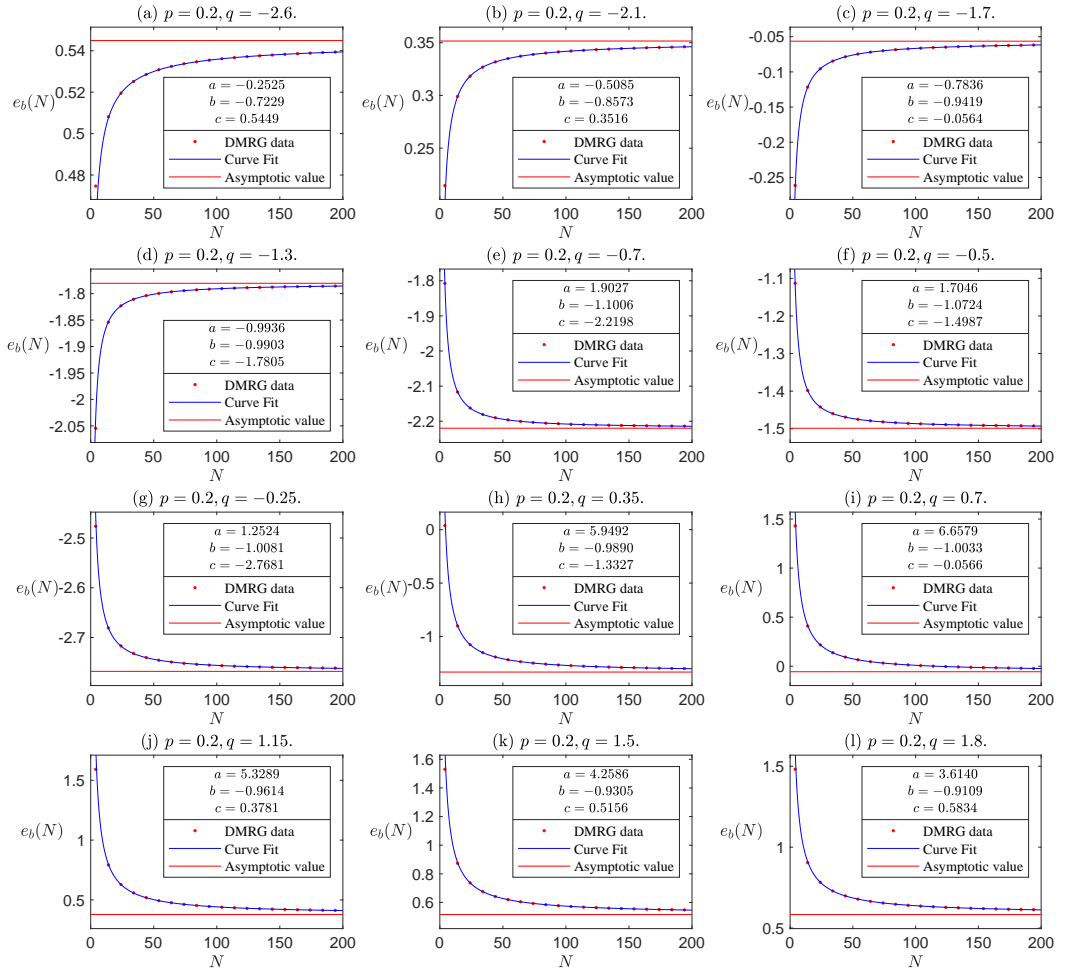 (a) p = 0.2, q = −2.6.
0.54
0.52
0.5
0.48
e_b(N)
a = −0.2525
b = −0.7229
c = 0.5449
DMRG data
Curve Fit
Asymptotic value
0 50 100 150 200
N
(b) p = 0.2, q = −2.1.
0.35
0.3
0.25
e_b(N)
a = −0.5085
b = −0.8573
c = 0.3516
DMRG data
Curve Fit
Asymptotic value
0 50 100 150 200
N
(c) p = 0.2, q = −1.7.
-0.05
-0.1
-0.15
-0.2
-0.25
e_b(N)
a = −0.7836
b = −0.9419
c = −0.0564
DMRG data
Curve Fit
Asymptotic value
0 50 100 150 200
N
(d) p = 0.2, q = −1.3.
-1.8
-1.85
-1.9
-1.95
-2
-2.05
e_b(N)
a = −0.9936
b = −0.9903
c = −1.7805
DMRG data
Curve Fit
Asymptotic value
0 50 100 150 200
N
(e) p = 0.2, q = −0.7.
-1.8
-1.9
-2
-2.1
-2.2
e_b(N)
a = 1.9027
b = −1.1006
c = −2.2198
DMRG data
Curve Fit
Asymptotic value
0 50 100 150 200
N
(f) p = 0.2, q = −0.5.
-1.1
-1.2
-1.3
-1.4
-1.5
e_b(N)
a = 1.7046
b = −1.0724
c = −1.4987
DMRG data
Curve Fit
Asymptotic value
0 50 100 150 200
N
(g) p = 0.2, q = −0.25.
-2.5
-2.6
-2.7
e_b(N)
a = 1.2524
b = −1.0081
c = −2.7681
DMRG data
Curve Fit
Asymptotic value
0 50 100 150 200
N
(h) p = 0.2, q = 0.35.
0
-0.5
-1
e_b(N)
a = 5.9492
b = −0.9890
c = −1.3327
DMRG data
Curve Fit
Asymptotic value
0 50 100 150 200
N
(i) p = 0.2, q = 0.7.
1.5
1
0.5
0
e_b(N)
a = 6.6579
b = −1.0033
c = −0.0566
DMRG data
Curve Fit
Asymptotic value
0 50 100 150 200
N
(j) p = 0.2, q = 1.15.
1.5
1
0.5
e_b(N)
a = 5.3289
b = −0.9614
c = 0.3781
DMRG data
Curve Fit
Asymptotic value
0 50 100 150 200
N
(k) p = 0.2, q = 1.5.
1.6
1.4
1.2
1
0.8
0.6
e_b(N)
a = 4.2586
b = −0.9305
c = 0.5156
DMRG data
Curve Fit
Asymptotic value
0 50 100 150 200
N
(l) p = 0.2, q = 1.8.
1.5
1
0.5
e_b(N)
a = 3.6140
b = −0.9109
c = 0.5834
DMRG data
Curve Fit
Asymptotic value
0 50 100 150 200
N